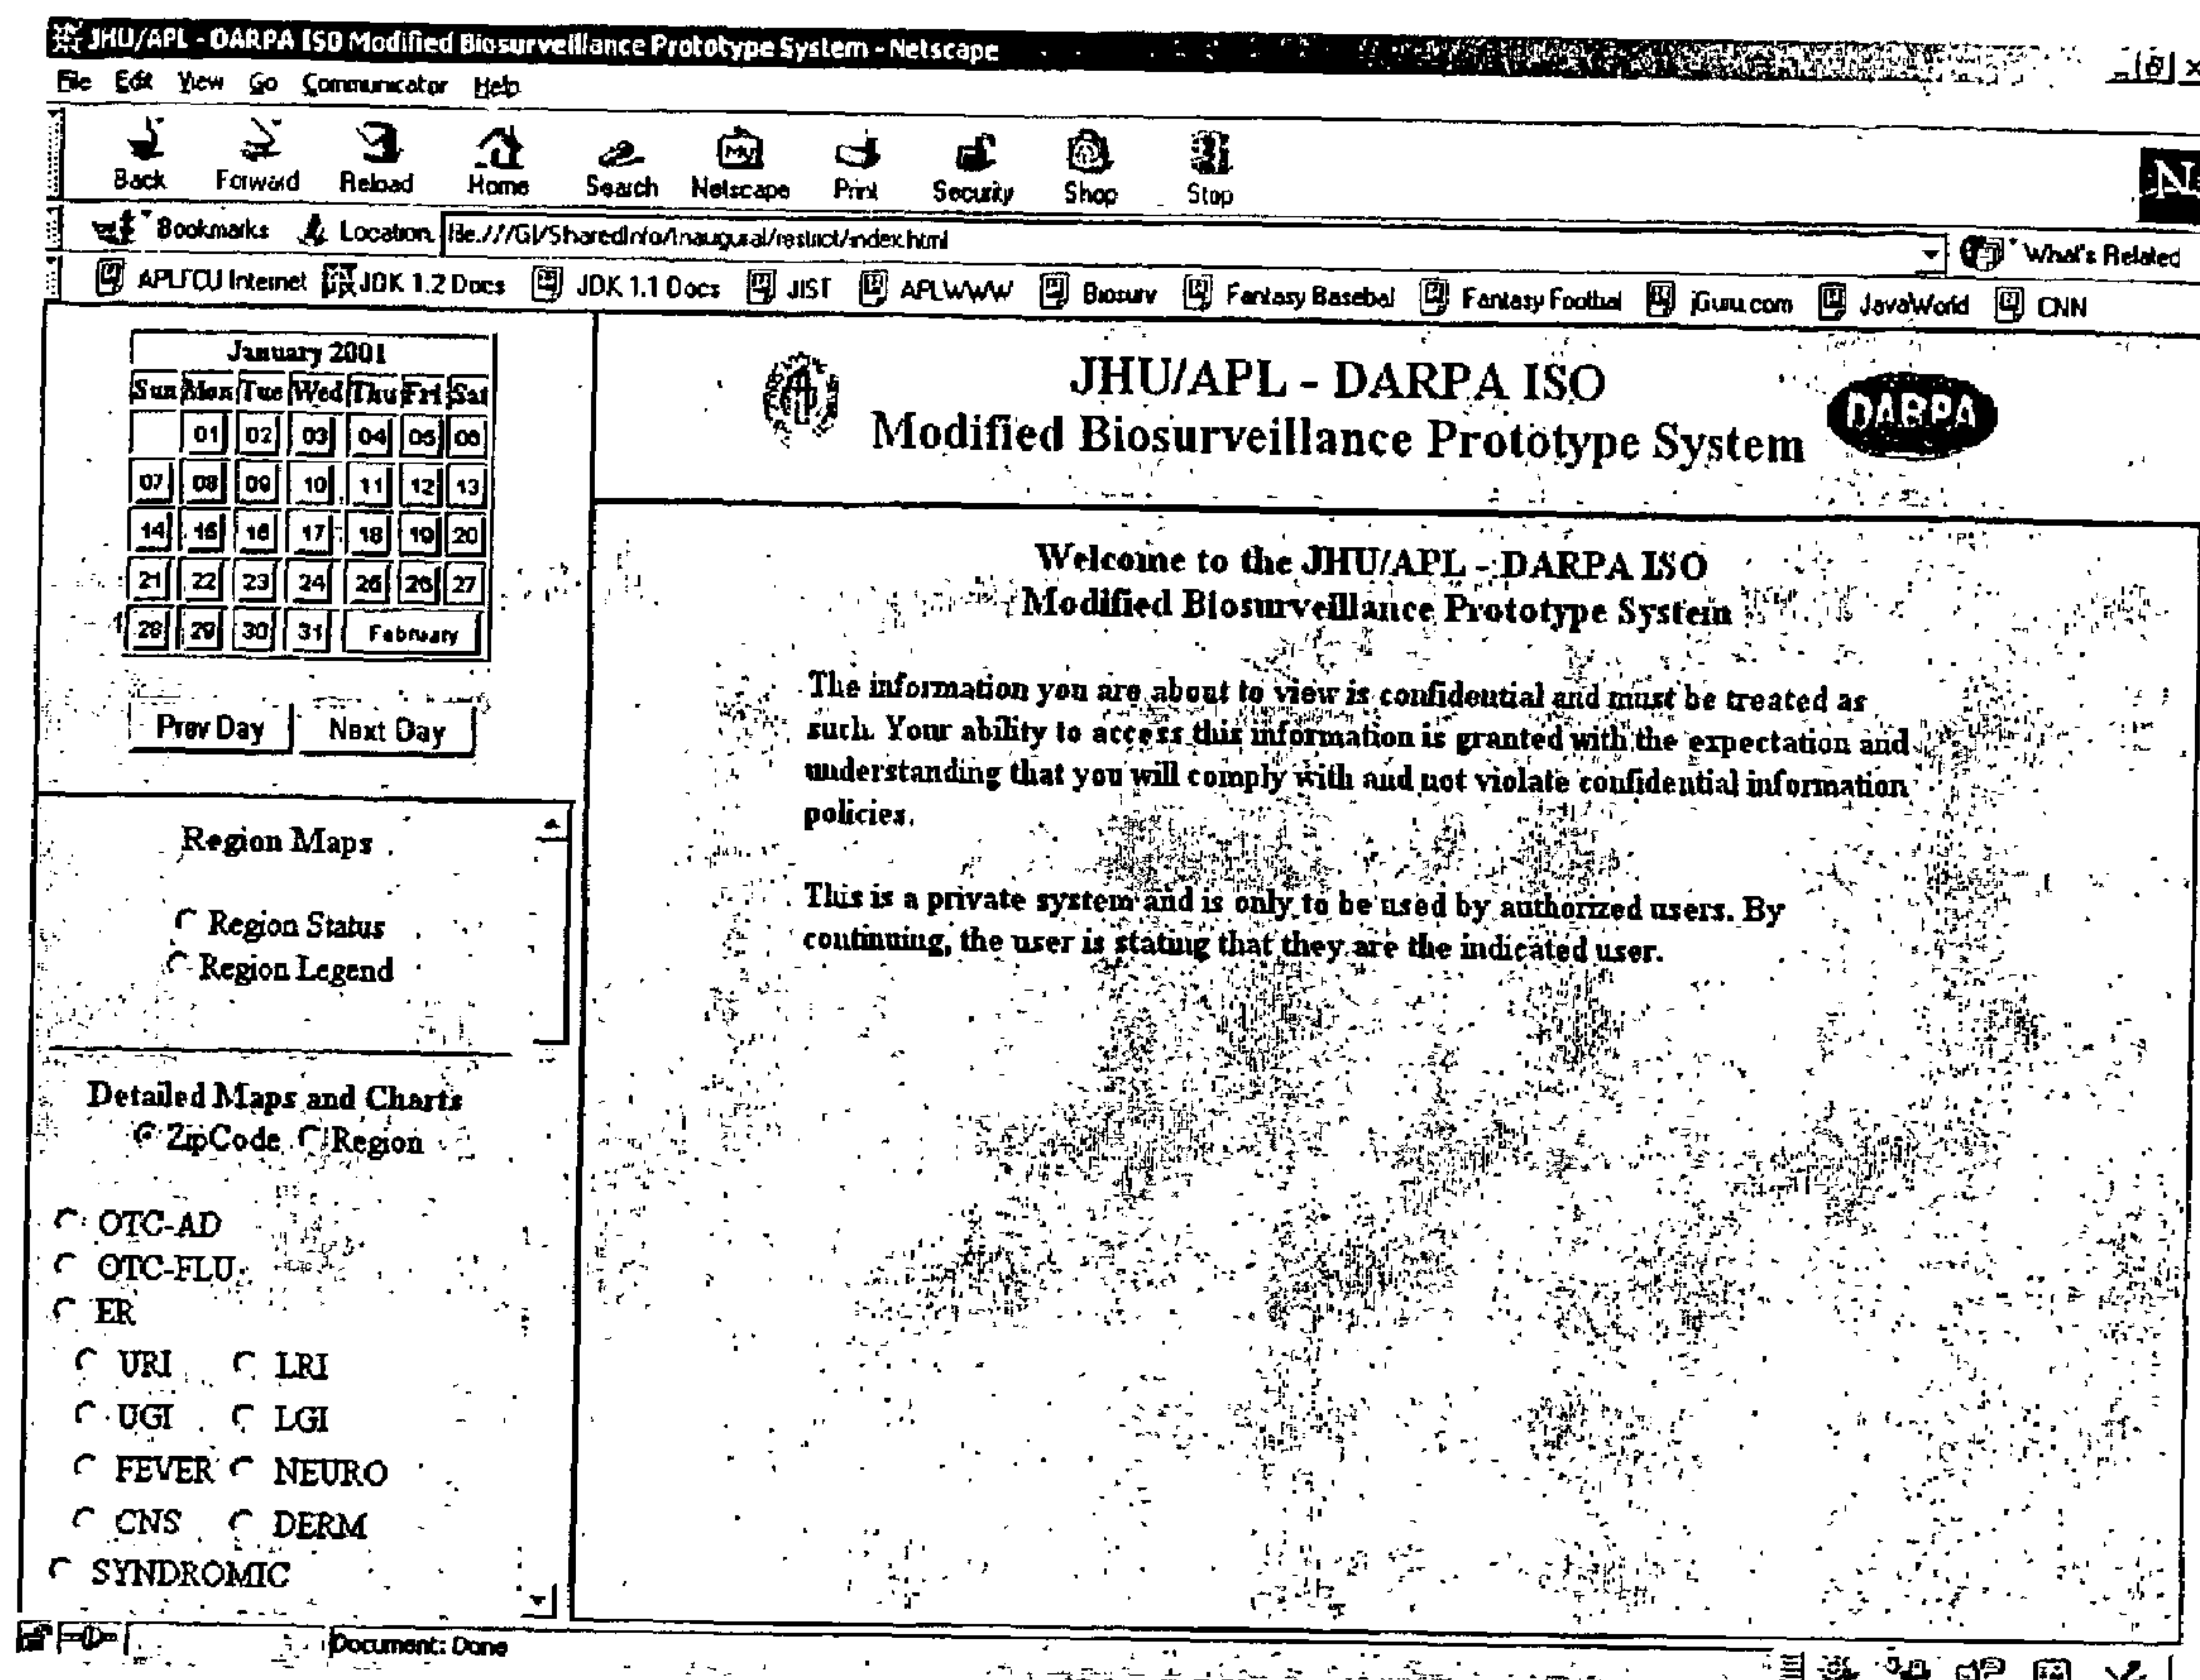 JHU/APL - DARPA ISO Modified Biosurveillance Prototype System - Netscape
File Edit View Go Communicator Help
Back Forward Reload Home Search Netscape Print Security Shop Stop
My
N
Bookmarks Location: file:///G|/SharedInfo/Inaugural/restrict/index.html What's Related
APLFCU Internet JDK 1.2 Docs JDK 1.1 Docs JIST APLWWW Biosurv Fantasy Basebal Fantasy Footbal jGuru.com JavaWorld CNN
January 2001
Sun Mon Tue Wed Thu Fri Sat
01 02 03 04 05 06
07 08 09 10 11 12 13
14 15 16 17 18 19 20
21 22 23 24 25 26 27
28 29 30 31 February
Prev Day Next Day
Region Maps
Region Status
Region Legend
Detailed Maps and Charts
ZipCode Region
OTC-AD
OTC-FLU
ER
URI LRI
UGI LGI
FEVER NEURO
CNS DERM
SYNDROMIC
JHU/APL - DARPA ISO
Modified Biosurveillance Prototype System
DARPA
Welcome to the JHU/APL - DARPA ISO
Modified Biosurveillance Prototype System
The information you are about to view is confidential and must be treated as
such. Your ability to access this information is granted with the expectation and
understanding that you will comply with and not violate confidential information
policies.
This is a private system and is only to be used by authorized users. By
continuing, the user is stating that they are the indicated user.
Document: Done